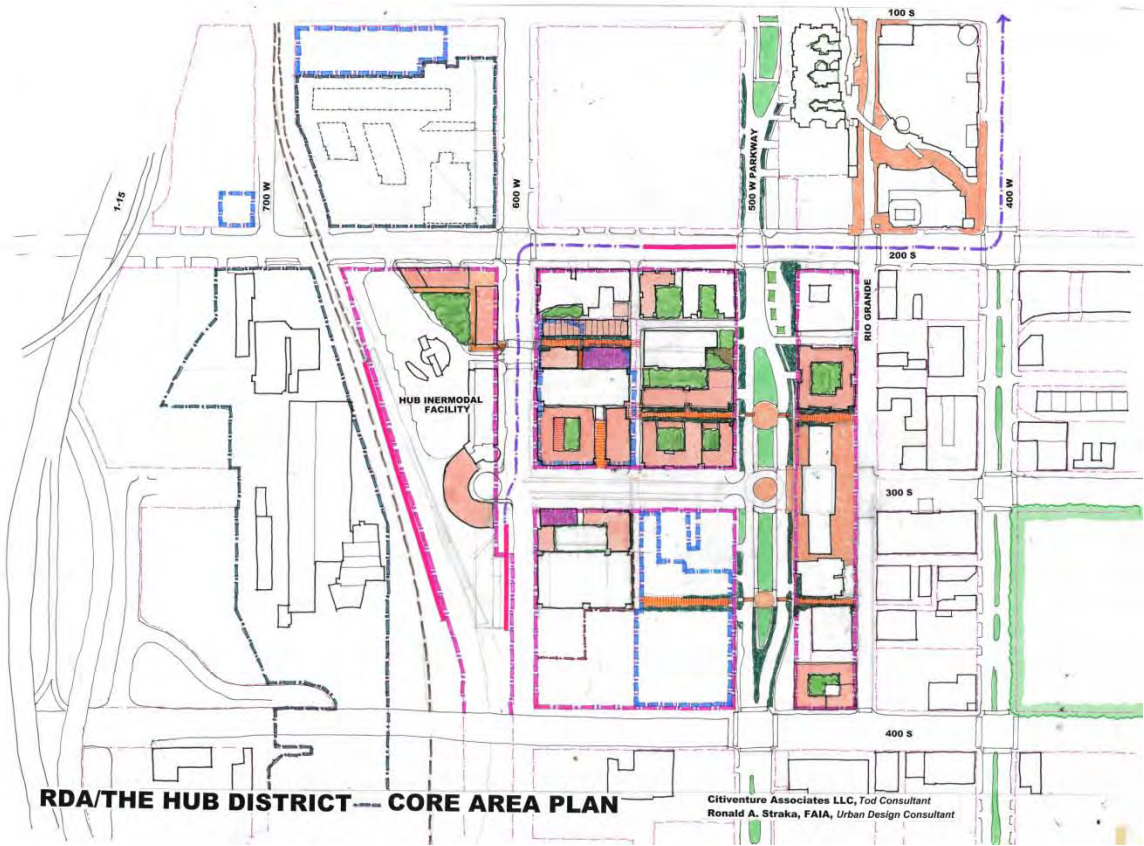 100 S
I-15
700 W
600 W
500 W PARKWAY
400 W
200 S
RIO GRANDE
HUB INERMODAL
FACILITY
300 S
400 S
RDA/THE HUB DISTRICT CORE AREA PLAN
Citiventure Associates LLC, Tod Consultant
Ronald A. Straka, FAIA, Urban Design Consultant